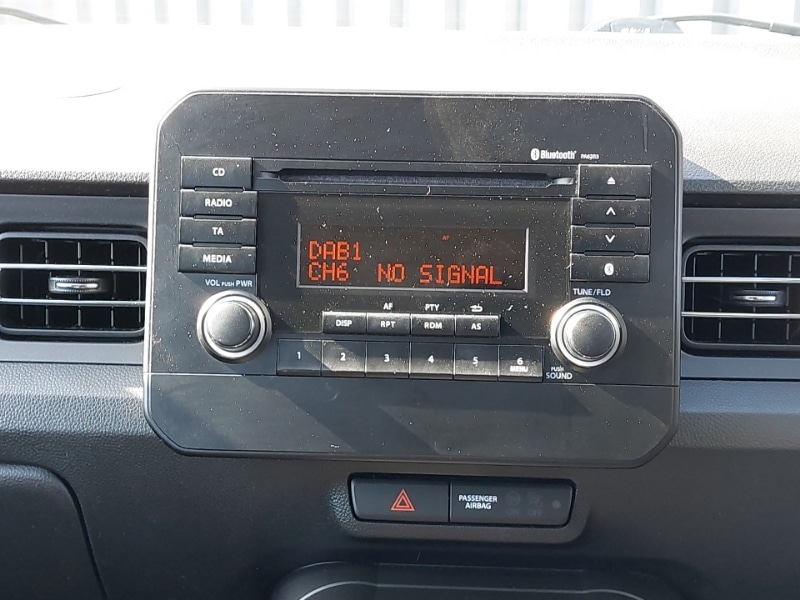 Bluetooth
CD
RADIO
TA
MEDIA
DAB1
CH6 NO SIGNAL
VOL PUSH PWR
TUNE/FLD
AF PTY
DISP RPT RDM AS
1 2 3 4 5 6
MENU
PUSH
SOUND
PASSENGER
AIRBAG